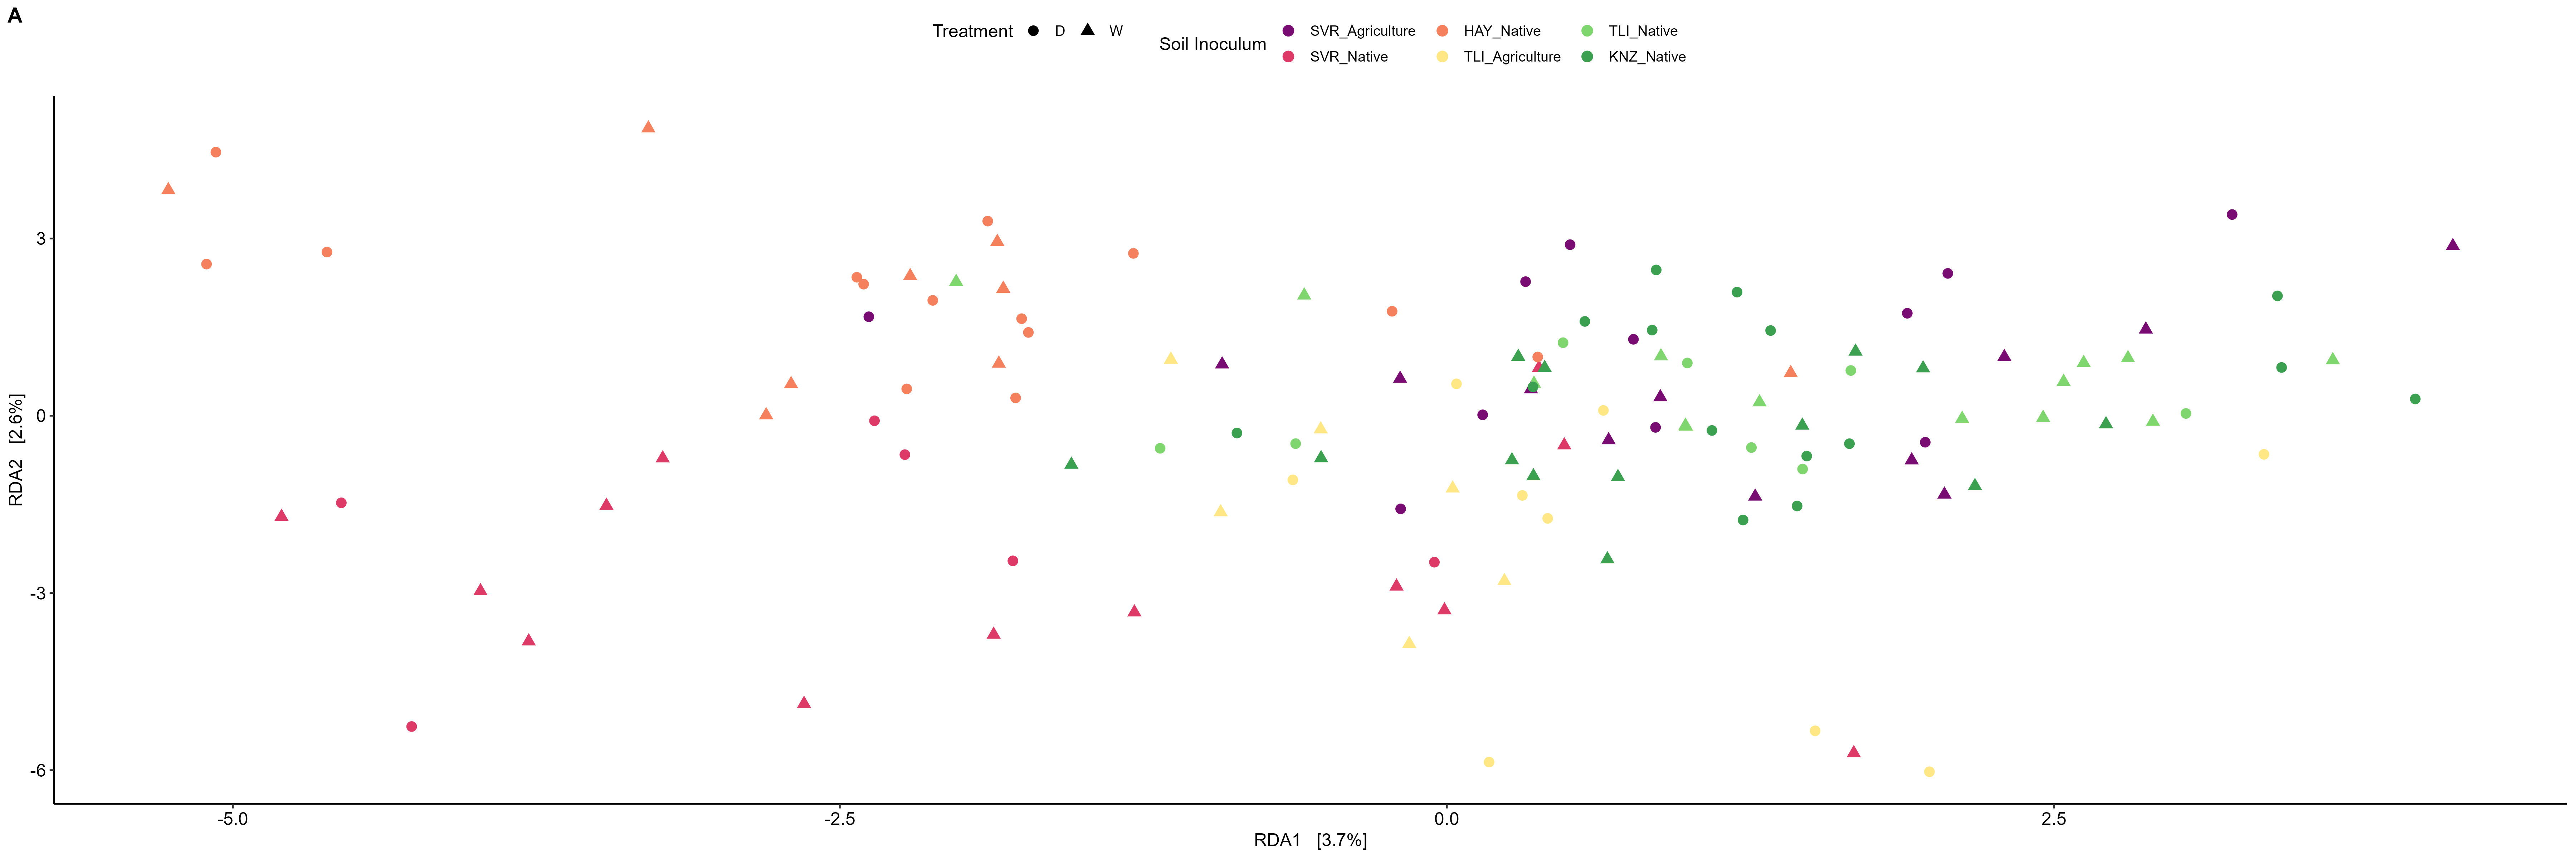 A
Treatment D W
Soil Inoculum
SVR_Agriculture HAY_Native TLI_Native
SVR_Native TLI_Agriculture KNZ_Native
3
0
-3
-6
RDA2 [2.6%]
-5.0 -2.5 0.0 2.5
RDA1 [3.7%]